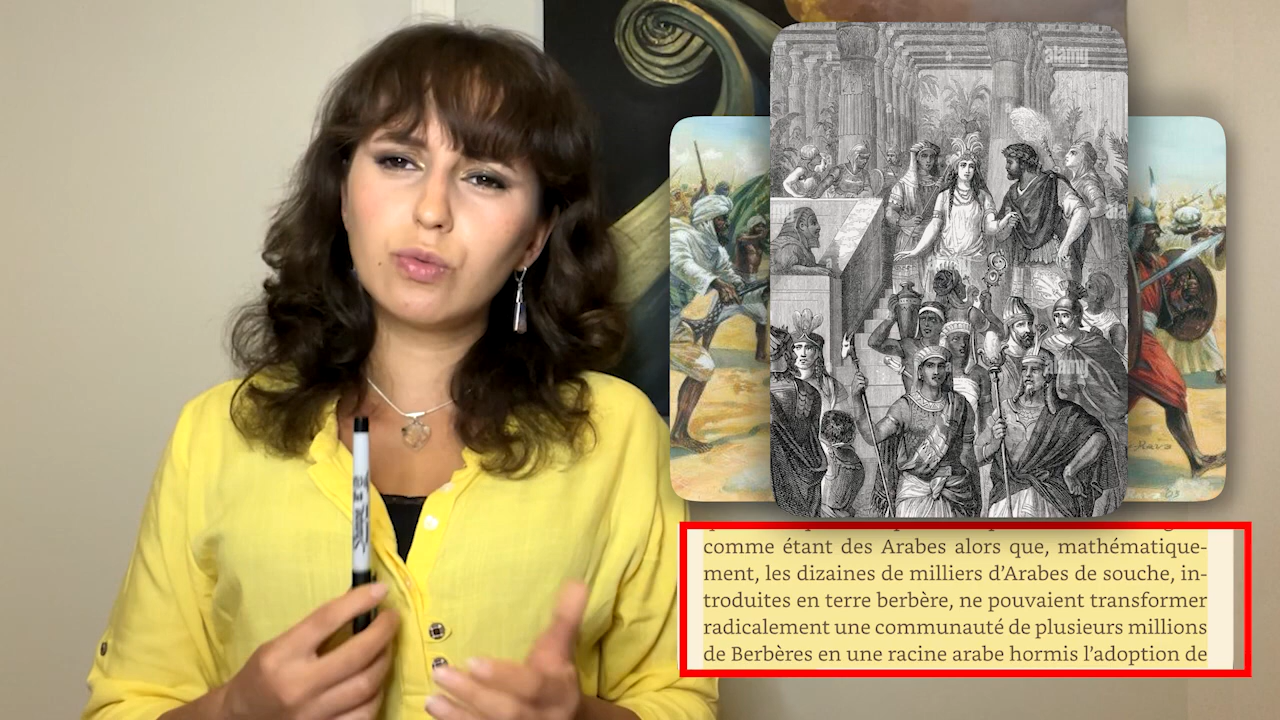 alamy
alamy
comme étant des Arabes alors que, mathématique-
ment, les dizaines de milliers d'Arabes de souche, in-
troduites en terre berbère, ne pouvaient transformer
radicalement une communauté de plusieurs millions
de Berbères en une racine arabe hormis l'adoption de